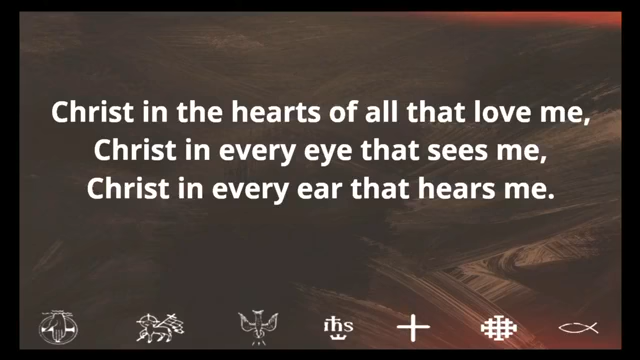 Christ in the hearts of all that love me,
Christ in every eye that sees me,
Christ in every ear that hears me.
ihs